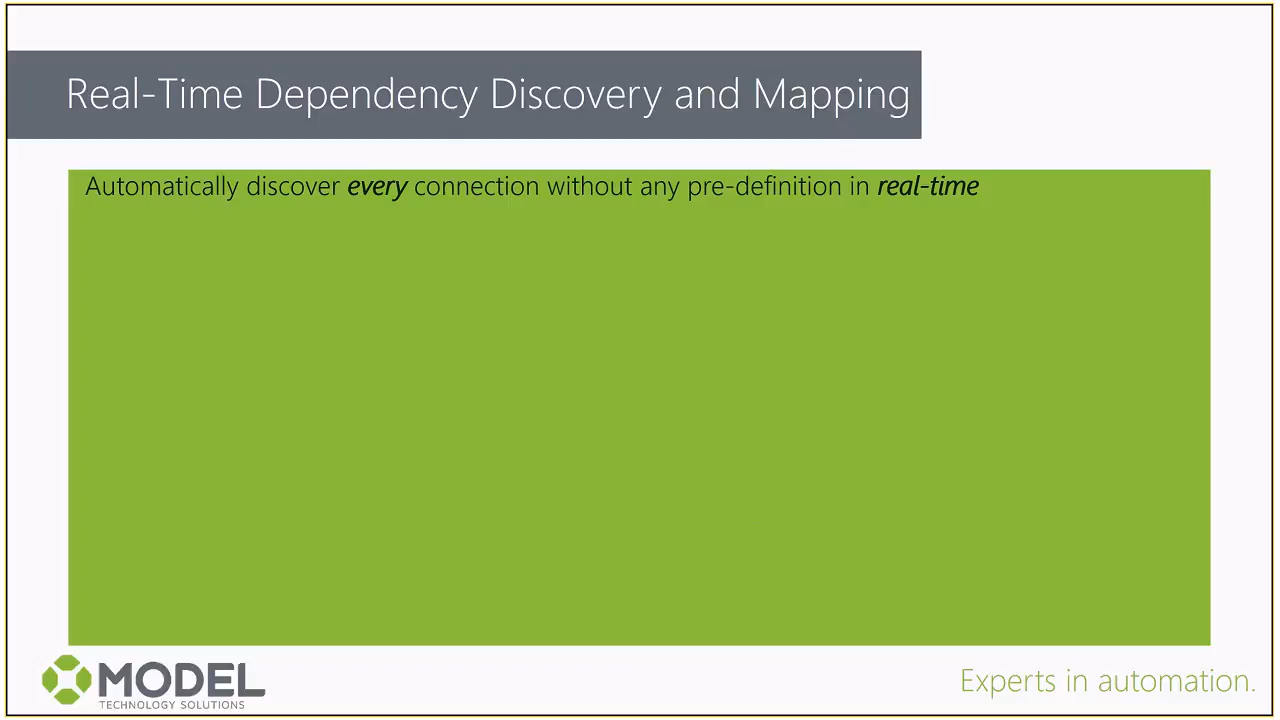 Real-Time Dependency Discovery and Mapping
Automatically discover every connection without any pre-definition in real-time
MODEL
TECHNOLOGY SOLUTIONS
Experts in automation.